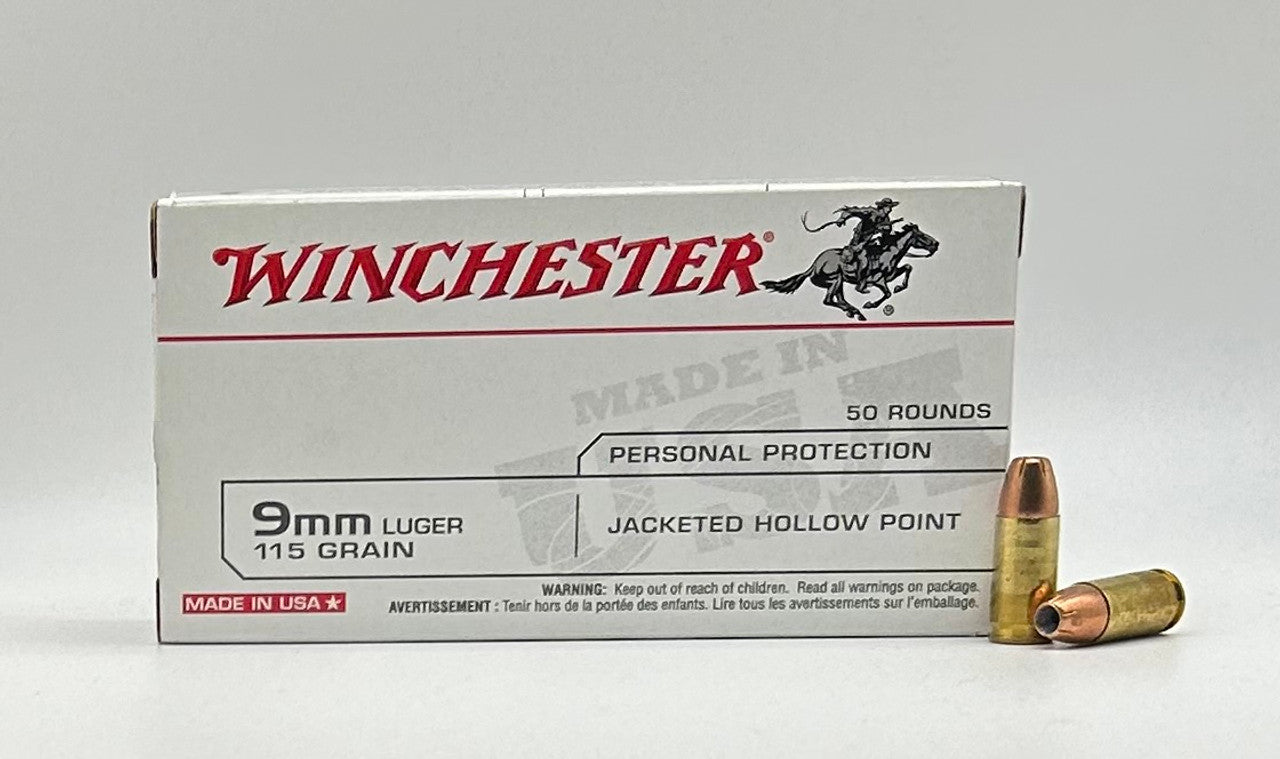 WINCHESTER®
®
MADE IN
USA
50 ROUNDS
PERSONAL PROTECTION
9mm LUGER
115 GRAIN
JACKETED HOLLOW POINT
WARNING: Keep out of reach of children. Read all warnings on package.
AVERTISSEMENT : Tenir hors de la portée des enfants. Lire tous les avertissements sur l'emballage.
MADE IN USA★